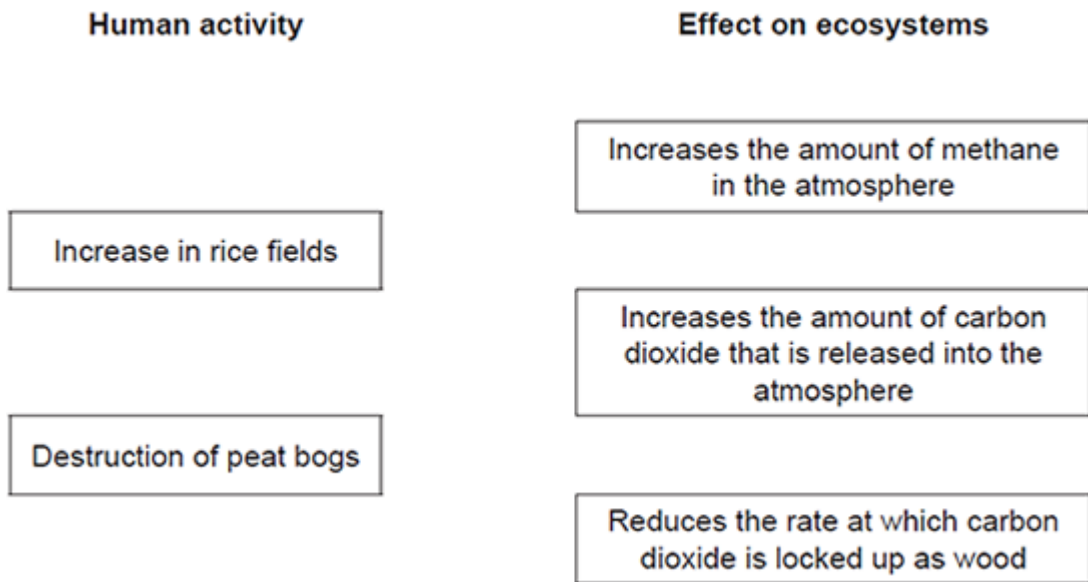 Human activity
Effect on ecosystems
Increases the amount of methane
in the atmosphere
Increase in rice fields
Increases the amount of carbon
dioxide that is released into the
atmosphere
Destruction of peat bogs
Reduces the rate at which carbon
dioxide is locked up as wood